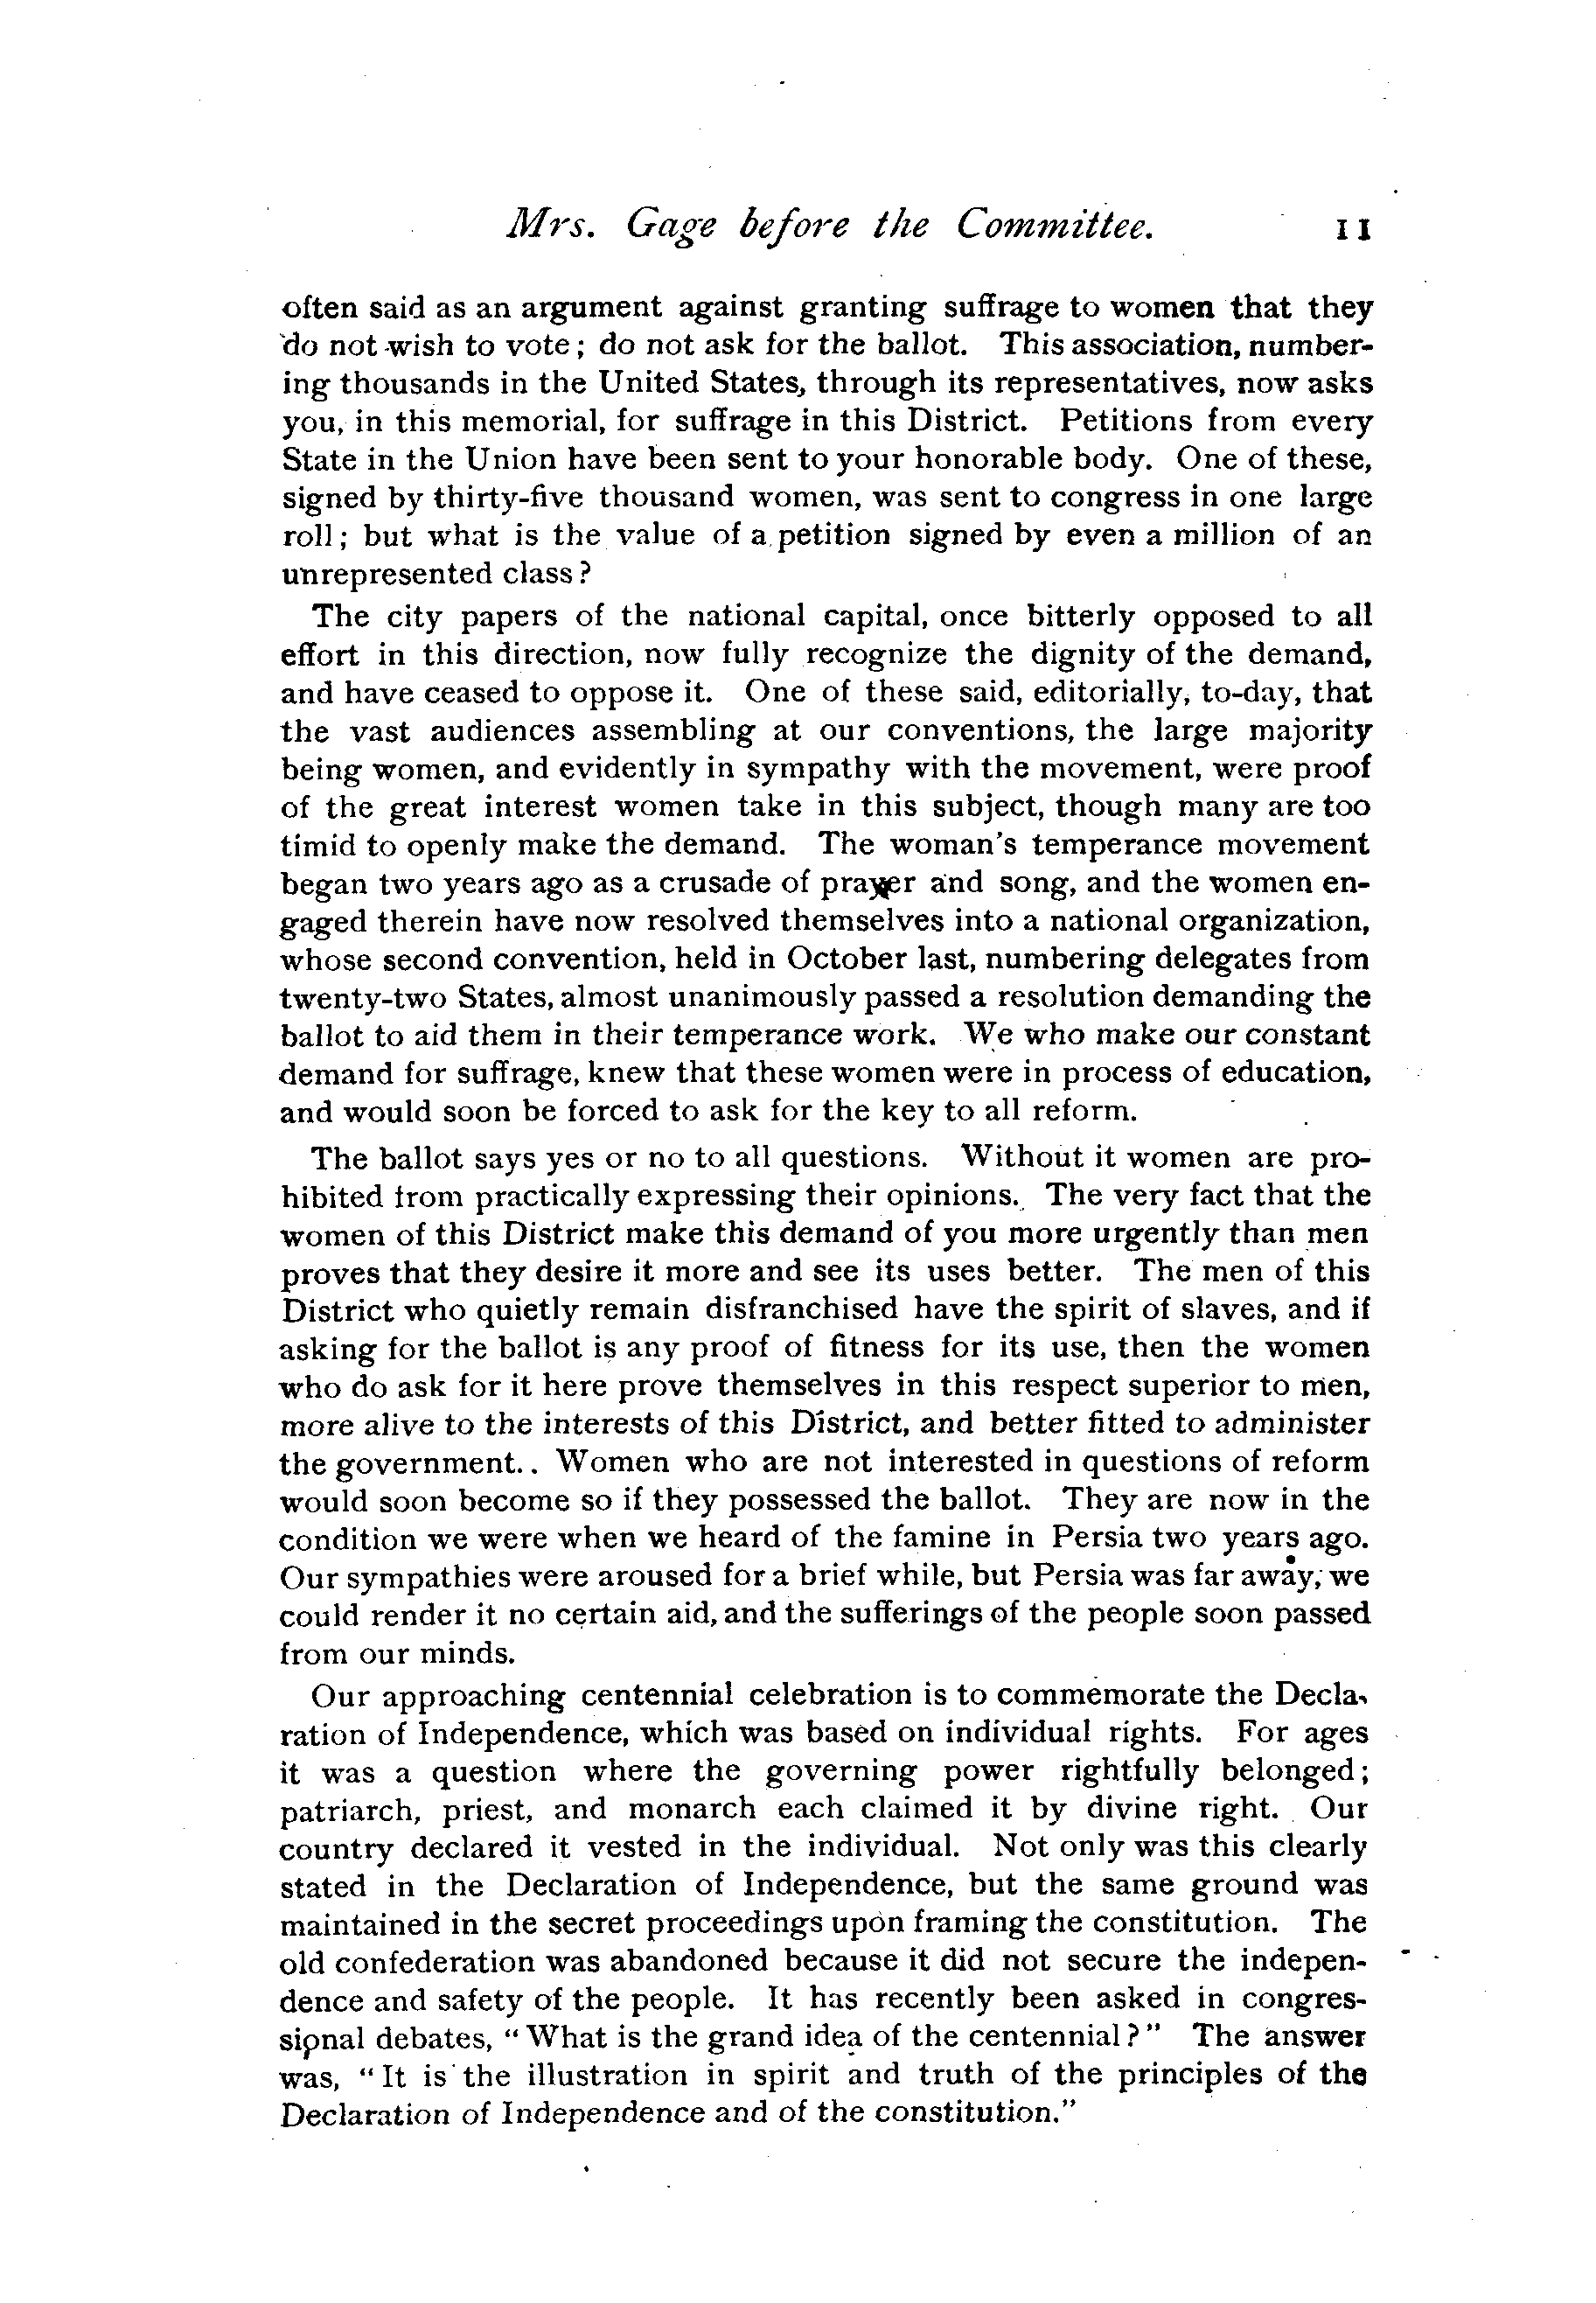 Mrs. Gage before the Committee. 11
often said as an argument against granting suffrage to women that they
do not wish to vote; do not ask for the ballot. This association, number-
ing thousands in the United States, through its representatives, now asks
you, in this memorial, for suffrage in this District. Petitions from every
State in the Union have been sent to your honorable body. One of these,
signed by thirty-five thousand women, was sent to congress in one large
roll; but what is the value of a petition signed by even a million of an
unrepresented class?
The city papers of the national capital, once bitterly opposed to all
effort in this direction, now fully recognize the dignity of the demand,
and have ceased to oppose it. One of these said, editorially, to-day, that
the vast audiences assembling at our conventions, the large majority
being women, and evidently in sympathy with the movement, were proof
of the great interest women take in this subject, though many are too
timid to openly make the demand. The woman's temperance movement
began two years ago as a crusade of prayer and song, and the women en-
gaged therein have now resolved themselves into a national organization,
whose second convention, held in October last, numbering delegates from
twenty-two States, almost unanimously passed a resolution demanding the
ballot to aid them in their temperance work. We who make our constant
demand for suffrage, knew that these women were in process of education,
and would soon be forced to ask for the key to all reform.
The ballot says yes or no to all questions. Without it women are pro-
hibited from practically expressing their opinions. The very fact that the
women of this District make this demand of you more urgently than men
proves that they desire it more and see its uses better. The men of this
District who quietly remain disfranchised have the spirit of slaves, and if
asking for the ballot is any proof of fitness for its use, then the women
who do ask for it here prove themselves in this respect superior to men,
more alive to the interests of this District, and better fitted to administer
the government.. Women who are not interested in questions of reform
would soon become so if they possessed the ballot. They are now in the
condition we were when we heard of the famine in Persia two years ago.
Our sympathies were aroused for a brief while, but Persia was far away, we
could render it no certain aid, and the sufferings of the people soon passed
from our minds.
Our approaching centennial celebration is to commemorate the Decla-
ration of Independence, which was based on individual rights. For ages
it was a question where the governing power rightfully belonged;
patriarch, priest, and monarch each claimed it by divine right. Our
country declared it vested in the individual. Not only was this clearly
stated in the Declaration of Independence, but the same ground was
maintained in the secret proceedings upon framing the constitution. The
old confederation was abandoned because it did not secure the indepen-
dence and safety of the people. It has recently been asked in congres-
sional debates, "What is the grand idea of the centennial?" The answer
was, "It is the illustration in spirit and truth of the principles of the
Declaration of Independence and of the constitution."